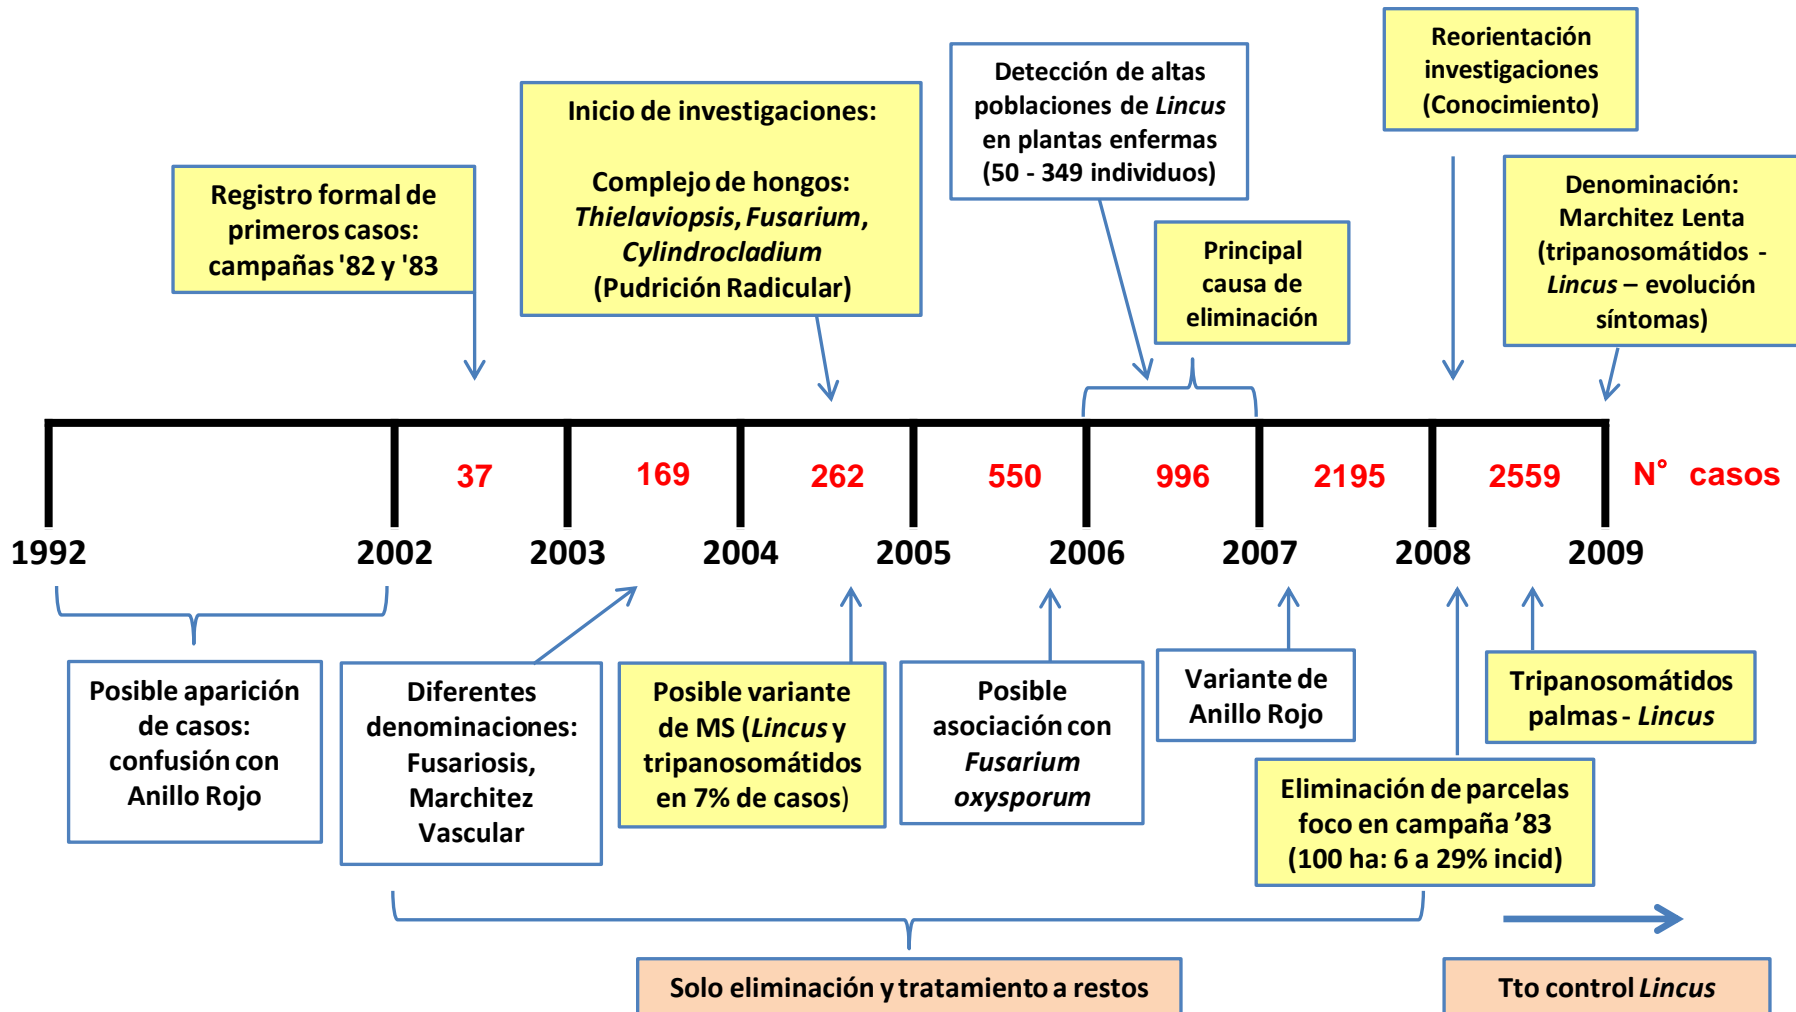 Reorientación
investigaciones
(Conocimiento)
Detección de altas
poblaciones de Lincus
en plantas enfermas
(50 - 349 individuos)
Inicio de investigaciones:
Complejo de hongos:
Thielaviopsis, Fusarium,
Cylindrocladium
(Pudrición Radicular)
Registro formal de
primeros casos:
campañas '82 y '83
Principal
causa de
eliminación
Denominación:
Marchitez Lenta
(tripanosomátidos -
Lincus – evolución
síntomas)
37 169 262 550 996 2195 2559 N° casos
1992 2002 2003 2004 2005 2006 2007 2008 2009
Posible aparición
de casos:
confusión con
Anillo Rojo
Diferentes
denominaciones:
Fusariosis,
Marchitez
Vascular
Posible variante
de MS (Lincus y
tripanosomátidos
en 7% de casos)
Posible
asociación con
Fusarium
oxysporum
Variante de
Anillo Rojo
Tripanosomátidos
palmas - Lincus
Eliminación de parcelas
foco en campaña ’83
(100 ha: 6 a 29% incid)
Solo eliminación y tratamiento a restos
Tto control Lincus